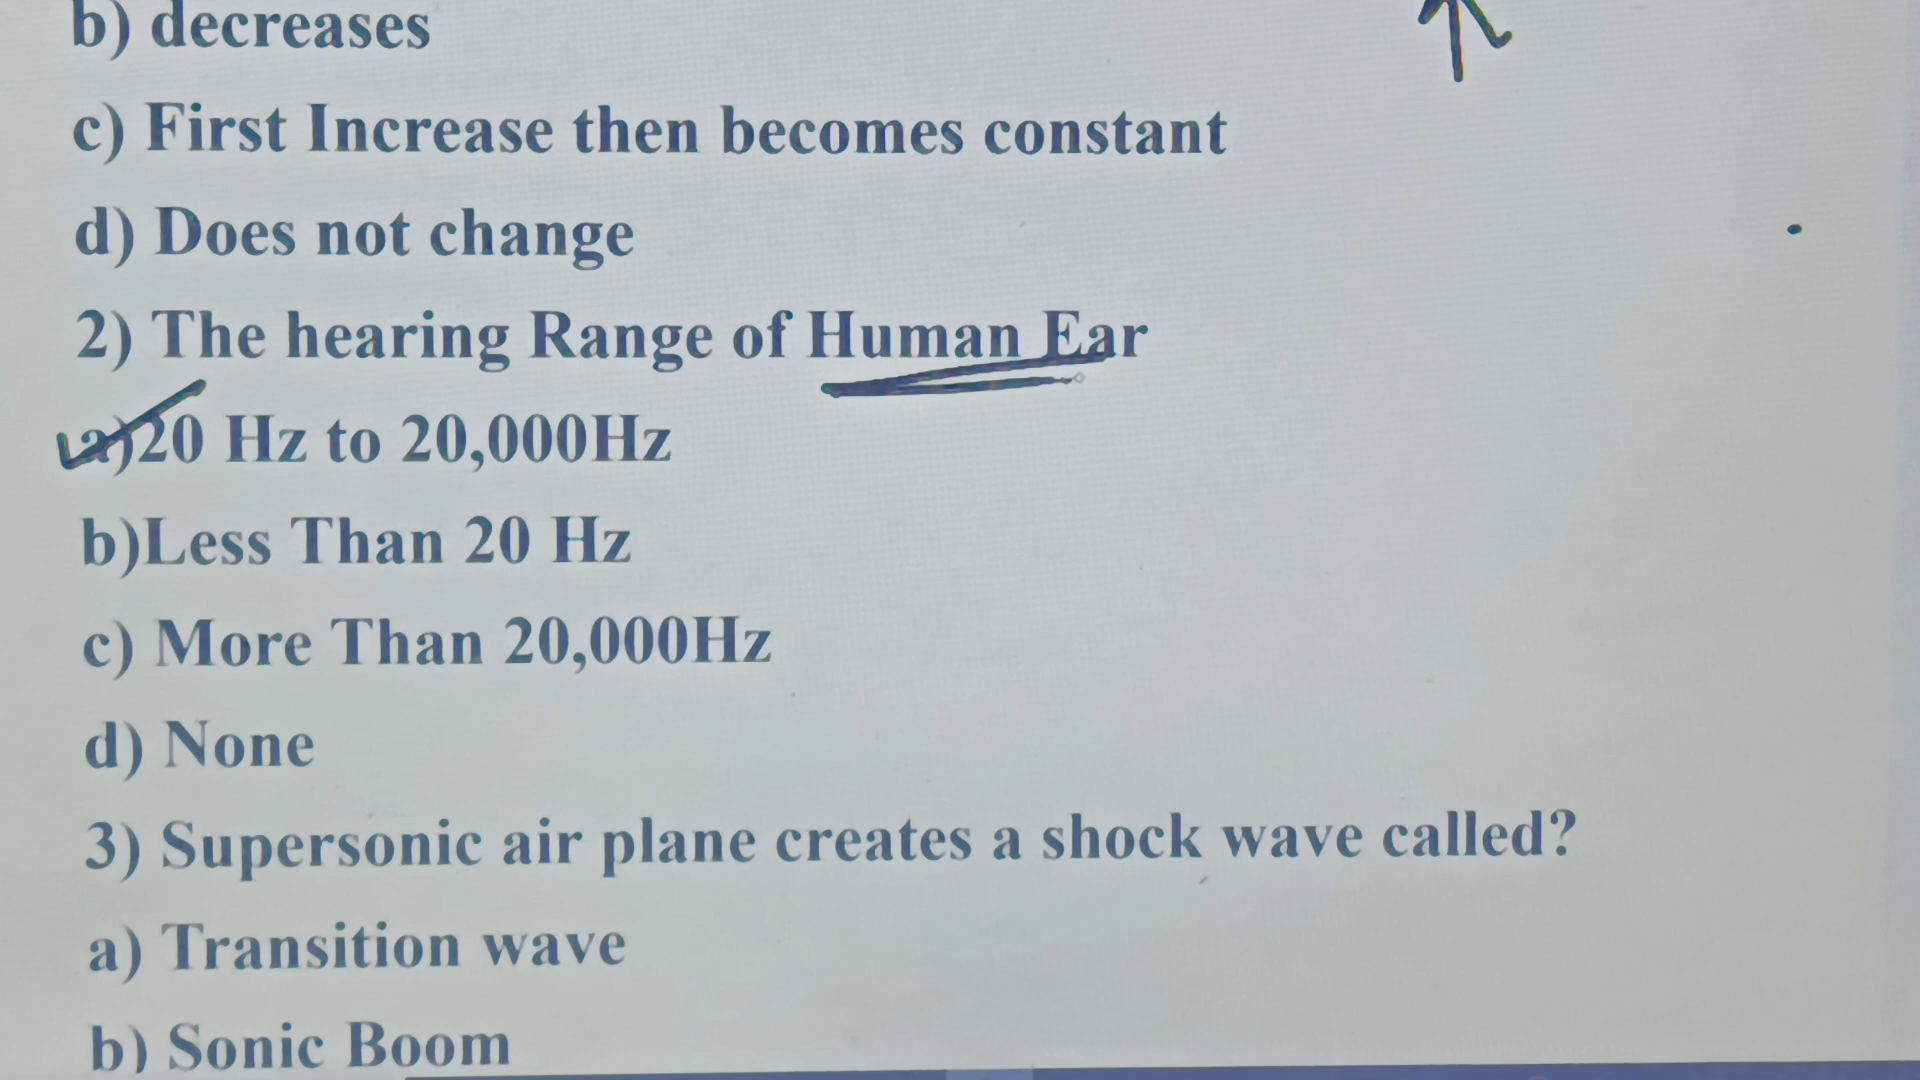 b) decreases
c) First Increase then becomes constant
d) Does not change
2) The hearing Range of Human Ear
a)20 Hz to 20,000Hz
b)Less Than 20 Hz
c) More Than 20,000Hz
d) None
3) Supersonic air plane creates a shock wave called?
a) Transition wave
b) Sonic Boom